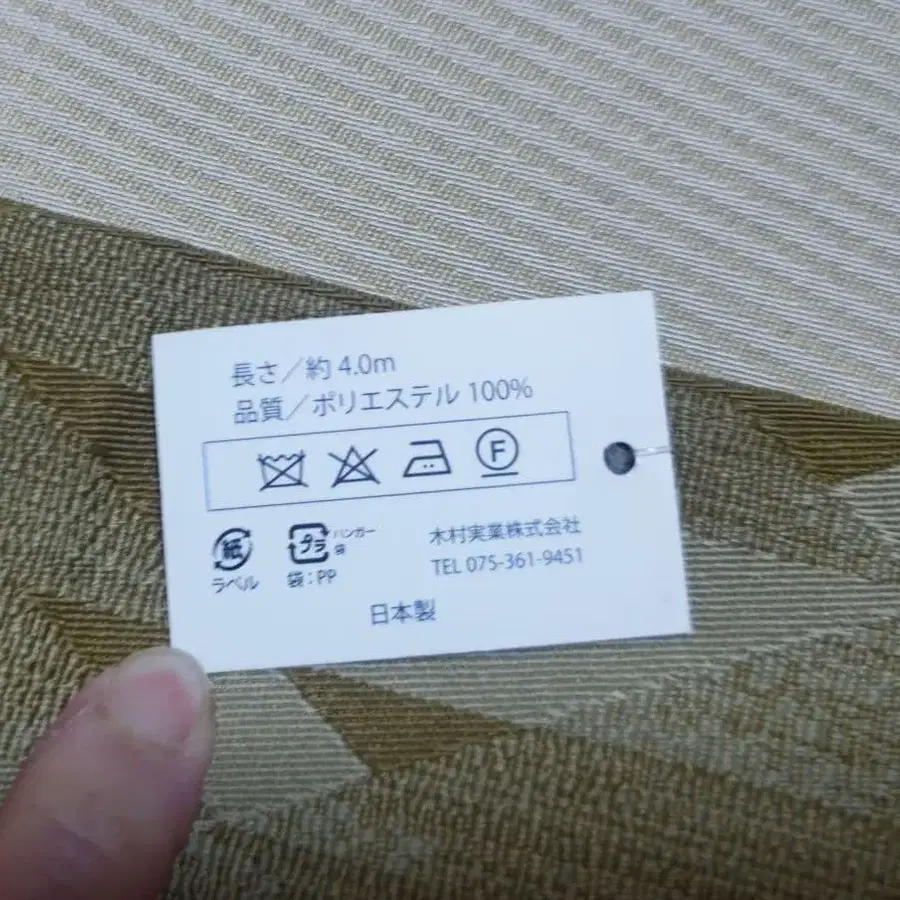 長さ／約 4.0m
品質／ポリエステル 100%
F
紙
ラベル
プラ
ハンガー
袋
袋：PP
木村実業株式会社
TEL 075-361-9451
日本製